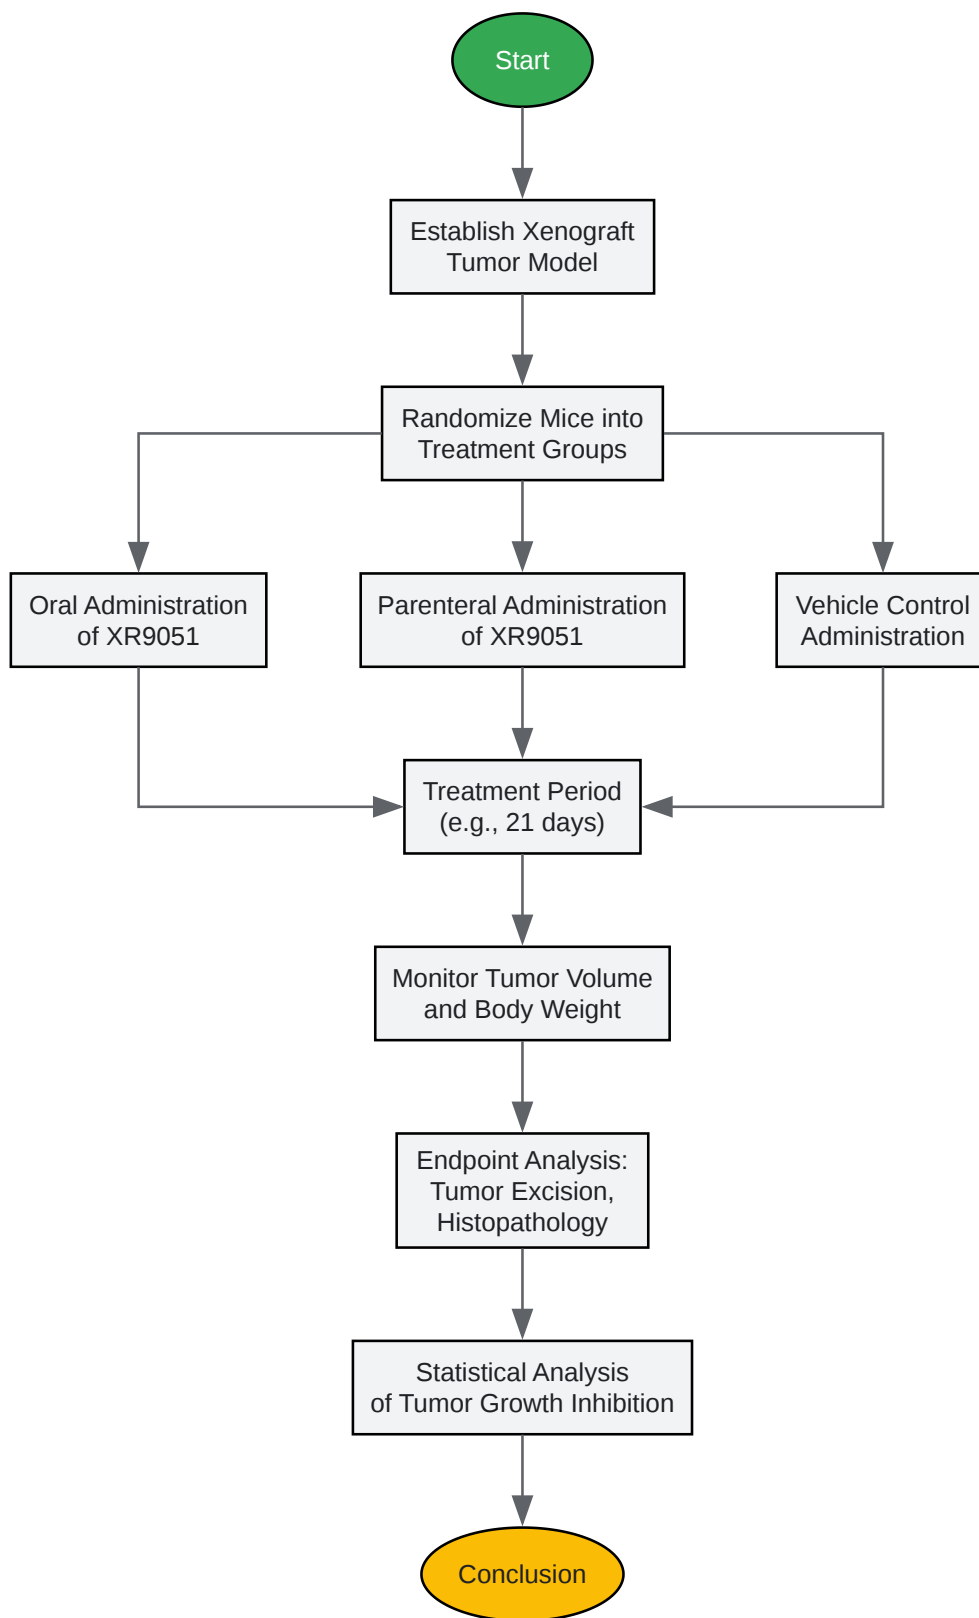 Start
Establish Xenograft
Tumor Model
Randomize Mice into
Treatment Groups
Oral Administration
of XR9051
Parenteral Administration
of XR9051
Vehicle Control
Administration
Treatment Period
(e.g., 21 days)
Monitor Tumor Volume
and Body Weight
Endpoint Analysis:
Tumor Excision,
Histopathology
Statistical Analysis
of Tumor Growth Inhibition
Conclusion